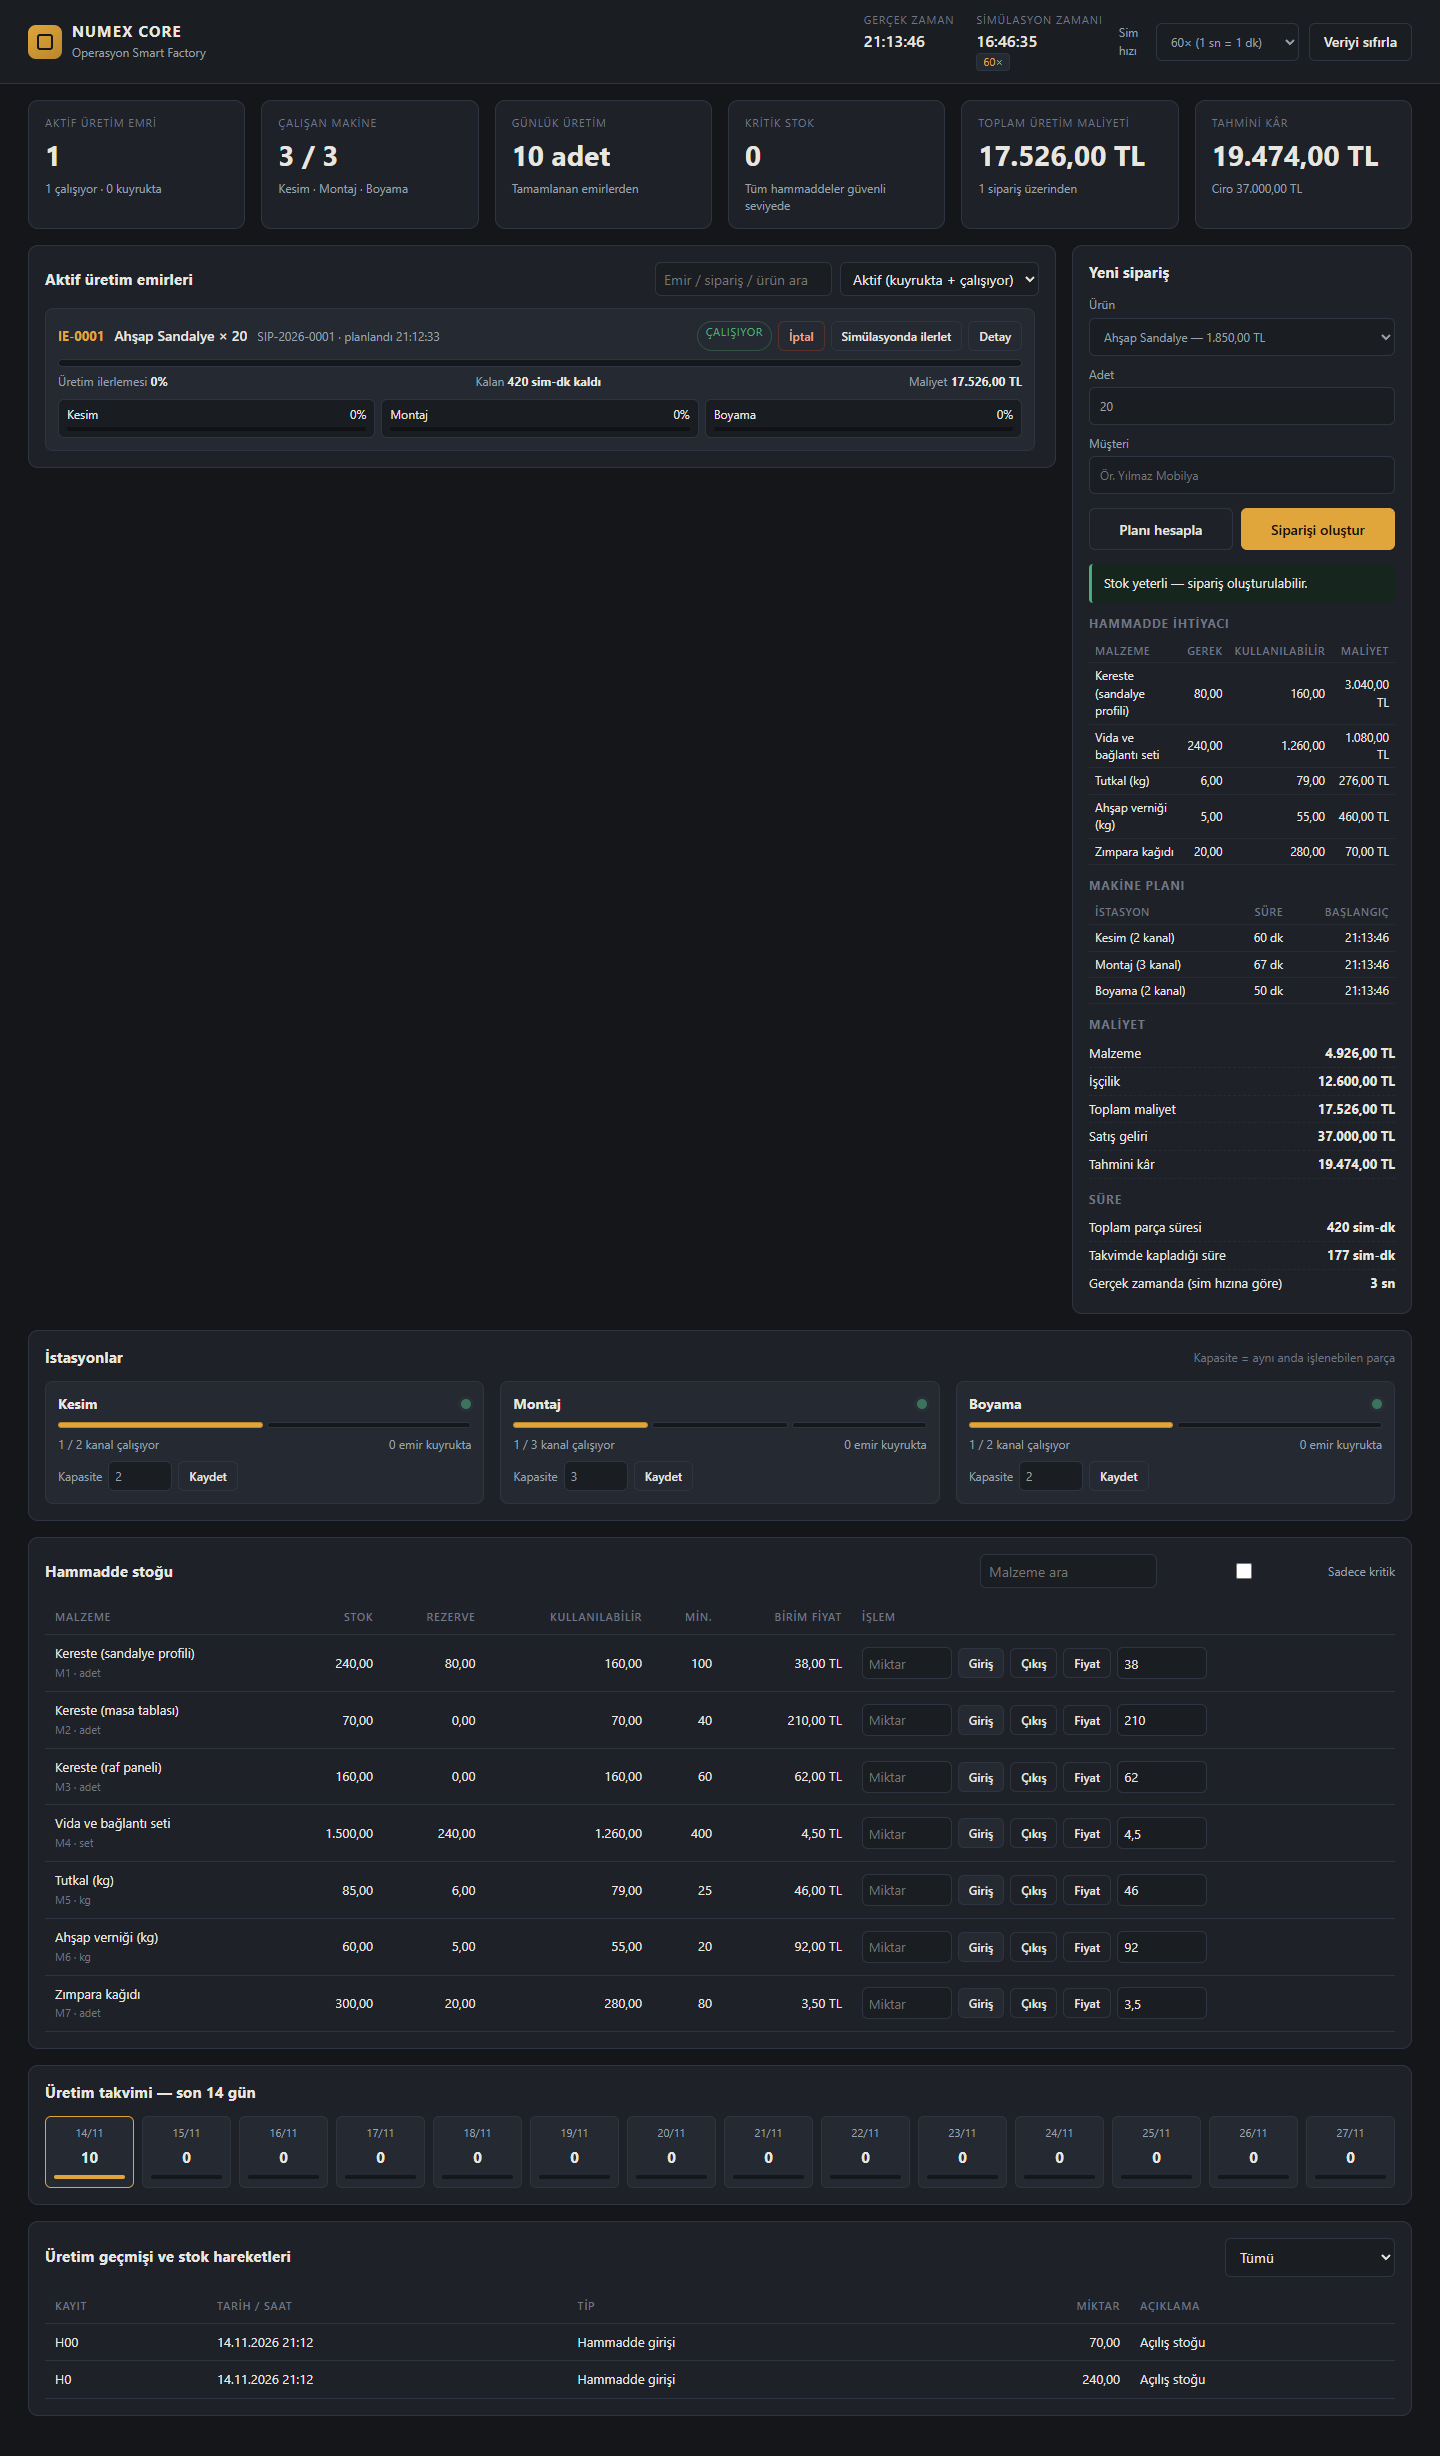 NUMEX CORE
Operasyon Smart Factory
GERÇEK ZAMAN
21:13:46
SİMÜLASYON ZAMANI
16:46:35
60×
Sim hızı
60× (1 sn = 1 dk)
Veriyi sıfırla
AKTİF ÜRETİM EMRİ
1
1 çalışıyor · 0 kuyrukta
ÇALIŞAN MAKİNE
3 / 3
Kesim · Montaj · Boyama
GÜNLÜK ÜRETİM
10 adet
Tamamlanan emirlerden
KRİTİK STOK
0
Tüm hammaddeler güvenli
seviyede
TOPLAM ÜRETİM MALİYETİ
17.526,00 TL
1 sipariş üzerinden
TAHMİNİ KÂR
19.474,00 TL
Ciro 37.000,00 TL
Aktif üretim emirleri
Emir / sipariş / ürün ara
Aktif (kuyrukta + çalışıyor)
IE-0001 Ahşap Sandalye × 20 SIP-2026-0001 · planlandı 21:12:33
ÇALIŞIYOR İptal Simülasyonda ilerlet Detay
Üretim ilerlemesi 0% Kalan 420 sim-dk kaldı Maliyet 17.526,00 TL
Kesim 0% Montaj 0% Boyama 0%
Yeni sipariş
Ürün
Ahşap Sandalye — 1.850,00 TL
Adet
20
Müşteri
Ör. Yılmaz Mobilya
Planı hesapla Siparişi oluştur
Stok yeterli — sipariş oluşturulabilir.
HAMMADDE İHTİYACI
MALZEME GEREK KULLANILABİLİR MALİYET
Kereste (sandalye profili) 80,00 160,00 3.040,00 TL
Vida ve bağlantı seti 240,00 1.260,00 1.080,00 TL
Tutkal (kg) 6,00 79,00 276,00 TL
Ahşap verniği (kg) 5,00 55,00 460,00 TL
Zımpara kağıdı 20,00 280,00 70,00 TL
MAKİNE PLANI
İSTASYON SÜRE BAŞLANGIÇ
Kesim (2 kanal) 60 dk 21:13:46
Montaj (3 kanal) 67 dk 21:13:46
Boyama (2 kanal) 50 dk 21:13:46
MALİYET
Malzeme 4.926,00 TL
İşçilik 12.600,00 TL
Toplam maliyet 17.526,00 TL
Satış geliri 37.000,00 TL
Tahmini kâr 19.474,00 TL
SÜRE
Toplam parça süresi 420 sim-dk
Takvimde kapladığı süre 177 sim-dk
Gerçek zamanda (sim hızına göre) 3 sn
İstasyonlar
Kapasite = aynı anda işlenebilen parça
Kesim
1 / 2 kanal çalışıyor 0 emir kuyrukta
Kapasite 2 Kaydet
Montaj
1 / 3 kanal çalışıyor 0 emir kuyrukta
Kapasite 3 Kaydet
Boyama
1 / 2 kanal çalışıyor 0 emir kuyrukta
Kapasite 2 Kaydet
Hammadde stoğu
Malzeme ara
Sadece kritik
MALZEME STOK REZERVE KULLANILABİLİR MİN. BİRİM FİYAT İŞLEM
Kereste (sandalye profili)
M1 · adet
240,00 80,00 160,00 100 38,00 TL Miktar Giriş Çıkış Fiyat 38
Kereste (masa tablası)
M2 · adet
70,00 0,00 70,00 40 210,00 TL Miktar Giriş Çıkış Fiyat 210
Kereste (raf paneli)
M3 · adet
160,00 0,00 160,00 60 62,00 TL Miktar Giriş Çıkış Fiyat 62
Vida ve bağlantı seti
M4 · set
1.500,00 240,00 1.260,00 400 4,50 TL Miktar Giriş Çıkış Fiyat 4,5
Tutkal (kg)
M5 · kg
85,00 6,00 79,00 25 46,00 TL Miktar Giriş Çıkış Fiyat 46
Ahşap verniği (kg)
M6 · kg
60,00 5,00 55,00 20 92,00 TL Miktar Giriş Çıkış Fiyat 92
Zımpara kağıdı
M7 · adet
300,00 20,00 280,00 80 3,50 TL Miktar Giriş Çıkış Fiyat 3,5
Üretim takvimi — son 14 gün
14/11 15/11 16/11 17/11 18/11 19/11 20/11 21/11 22/11 23/11 24/11 25/11 26/11 27/11
10 0 0 0 0 0 0 0 0 0 0 0 0 0
Üretim geçmişi ve stok hareketleri
Tümü
KAYIT TARİH / SAAT TİP MİKTAR AÇIKLAMA
H00 14.11.2026 21:12 Hammadde girişi 70,00 Açılış stoğu
H0 14.11.2026 21:12 Hammadde girişi 240,00 Açılış stoğu